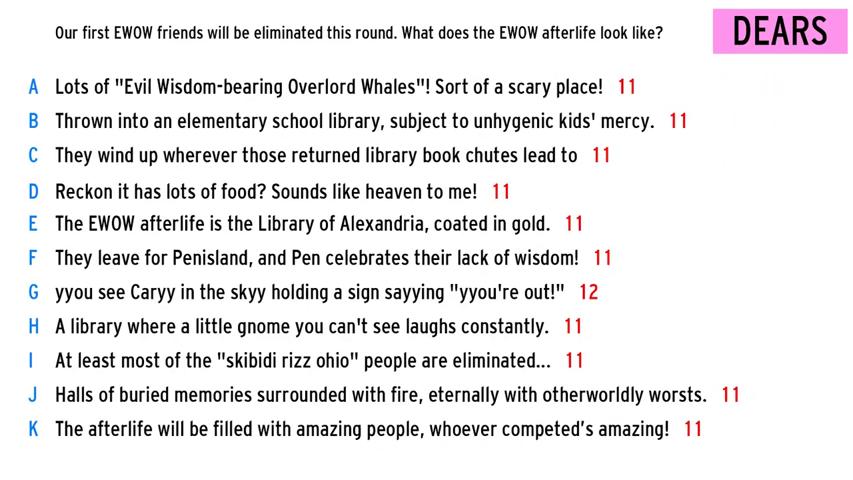 Our first EWOW friends will be eliminated this round. What does the EWOW afterlife look like?
DEARS
A Lots of "Evil Wisdom-bearing Overlord Whales"! Sort of a scary place! 11
B Thrown into an elementary school library, subject to unhygenic kids' mercy. 11
C They wind up wherever those returned library book chutes lead to 11
D Reckon it has lots of food? Sounds like heaven to me! 11
E The EWOW afterlife is the Library of Alexandria, coated in gold. 11
F They leave for Penisland, and Pen celebrates their lack of wisdom! 11
G yyou see Caryy in the skyy holding a sign sayying "yyou're out!" 12
H A library where a little gnome you can't see laughs constantly. 11
I At least most of the "skibidi rizz ohio" people are eliminated... 11
J Halls of buried memories surrounded with fire, eternally with otherworldly worsts. 11
K The afterlife will be filled with amazing people, whoever competed's amazing! 11